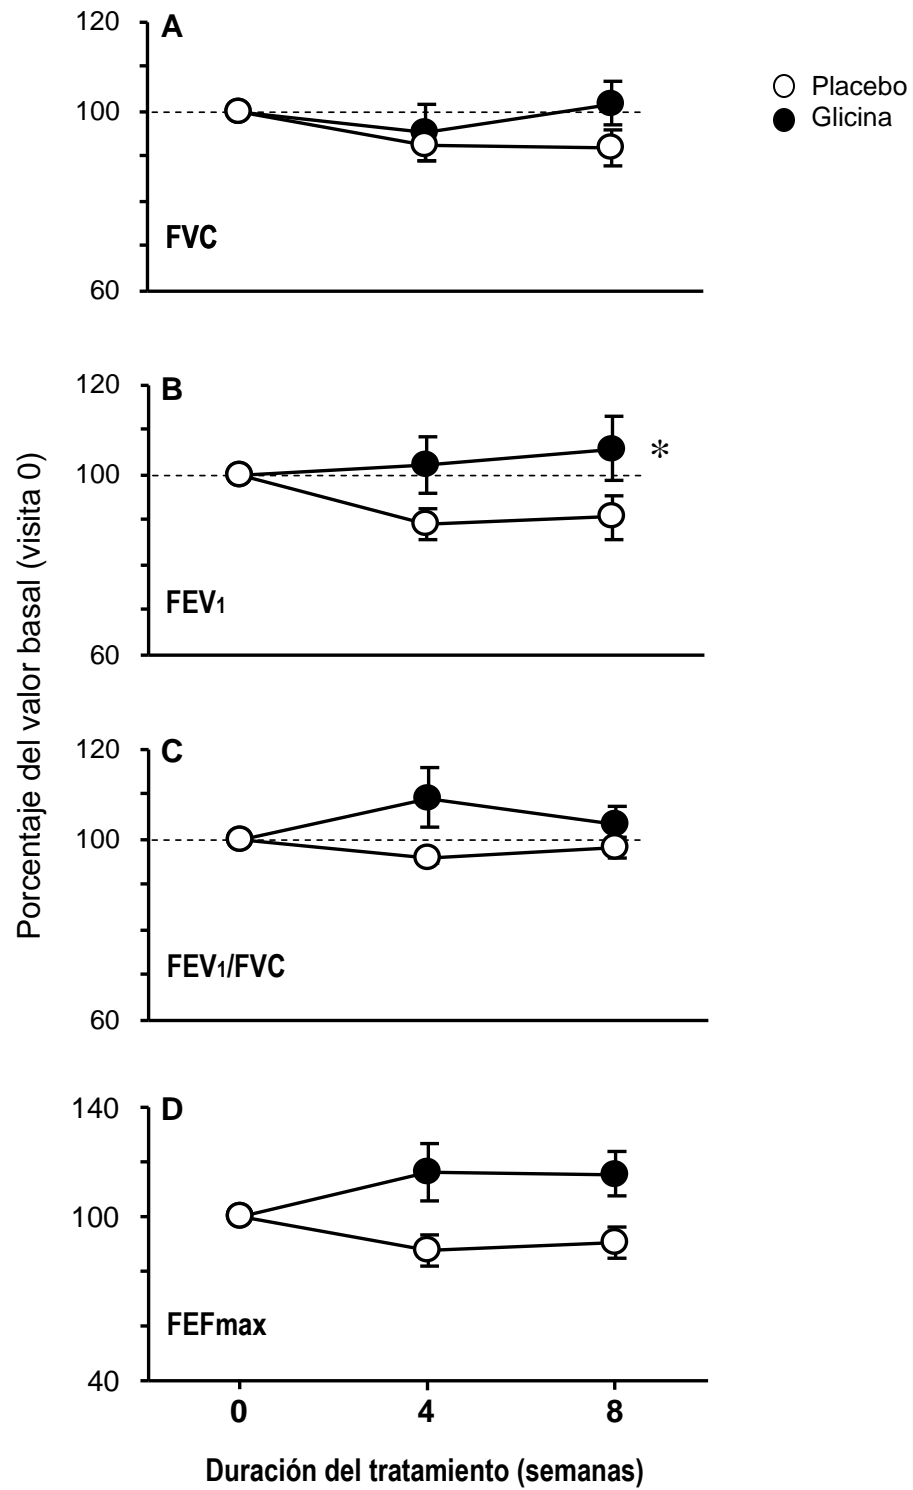 120
A
100
FVC
60
Placebo
Glicina
Porcentaje del valor basal (visita 0)
120
B
100
*
FEV1
60
120
C
100
FEV1/FVC
60
140
D
100
FEFmax
40
0 4 8
Duración del tratamiento (semanas)